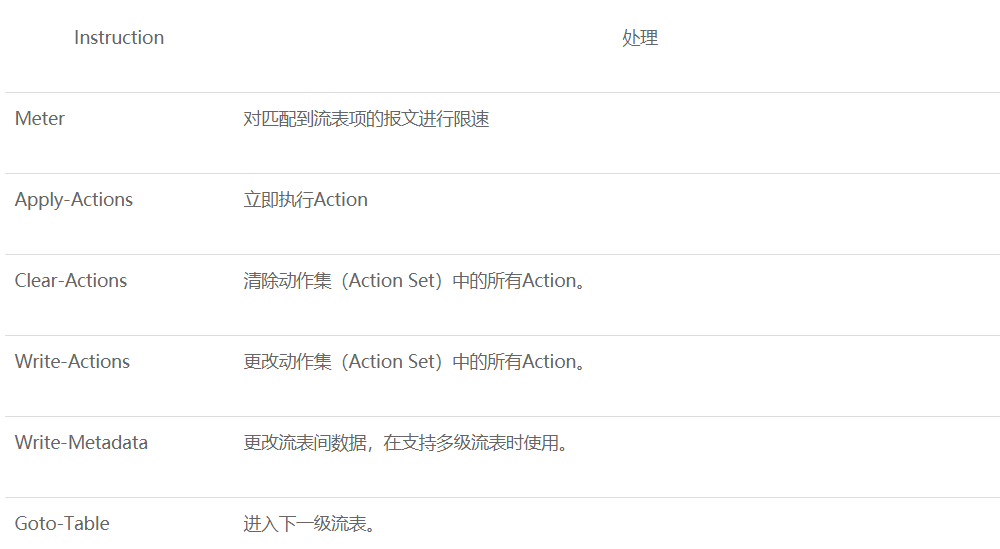 Instruction 处理
Meter 对匹配到流表项的报文进行限速
Apply-Actions 立即执行Action
Clear-Actions 清除动作集（Action Set）中的所有Action。
Write-Actions 更改动作集（Action Set）中的所有Action。
Write-Metadata 更改流表间数据，在支持多级流表时使用。
Goto-Table 进入下一级流表。